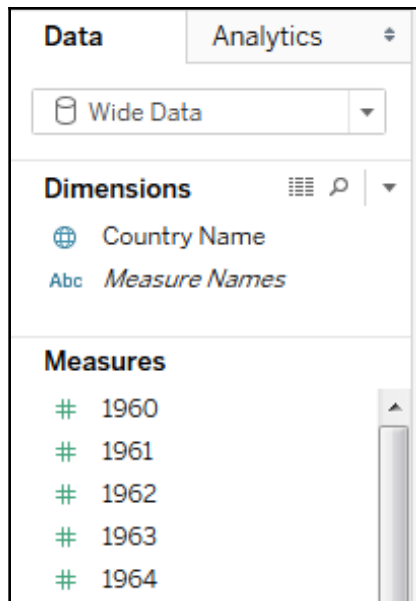 Data Analytics
Wide Data
Dimensions
Country Name
Abc Measure Names
Measures
# 1960
# 1961
# 1962
# 1963
# 1964